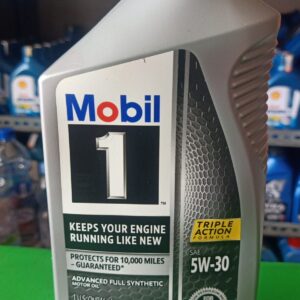 Mobil
1
KEEPS YOUR ENGINE
RUNNING LIKE NEW
PROTECTS FOR 10,000 MILES
– GUARANTEED*
ADVANCED FULL SYNTHETIC
MOTOR OIL
TRIPLE
ACTION
FORMULA
SAE
5W-30